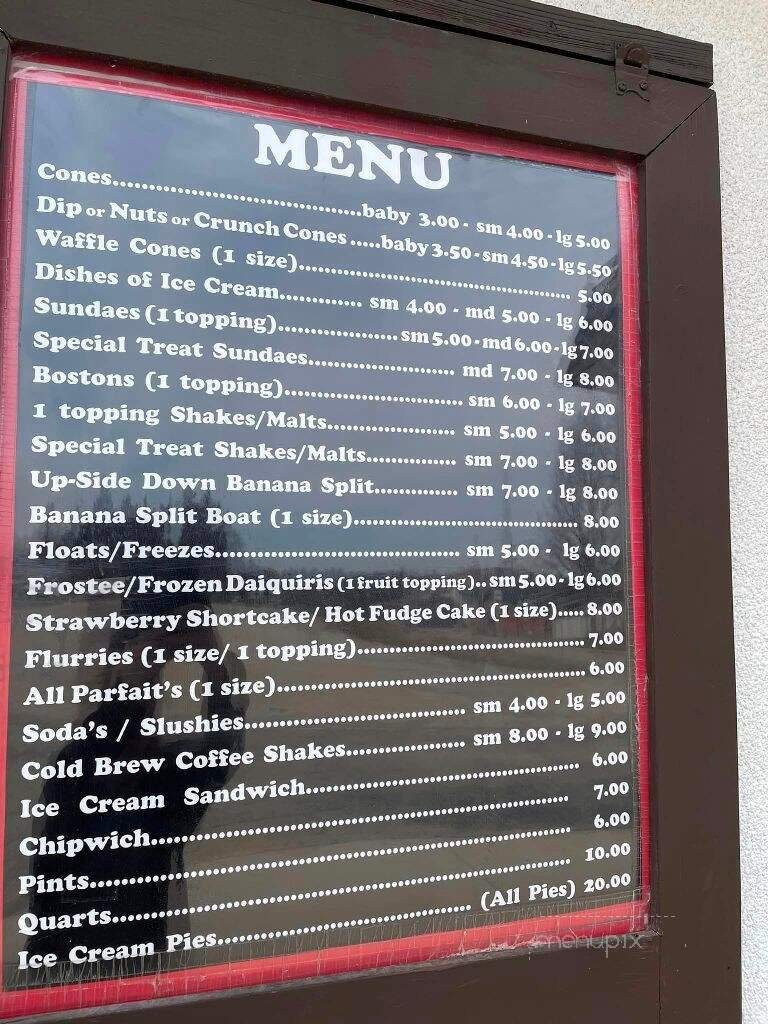 MENU
Cones..................................baby 3.00 - sm 4.00 - lg 5.00
Dip or Nuts or Crunch Cones .....baby 3.50 - sm 4.50 - lg 5.50
Waffle Cones (1 size)........................................ 5.00
Dishes of Ice Cream............ sm 4.00 - md 5.00 - lg 6.00
Sundaes (1 topping)..................sm 5.00 - md 6.00 - lg 7.00
Special Treat Sundaes...................... md 7.00 - lg 8.00
Bostons (1 topping).......................... sm 6.00 - lg 7.00
1 topping Shakes/Malts................... sm 5.00 - lg 6.00
Special Treat Shakes/Malts............. sm 7.00 - lg 8.00
Up-Side Down Banana Split............ sm 7.00 - lg 8.00
Banana Split Boat (1 size)................................. 8.00
Floats/Freezes................................... sm 5.00 - lg 6.00
Frostee/Frozen Daiquiris (1 fruit topping)..sm 5.00 - lg 6.00
Strawberry Shortcake/ Hot Fudge Cake (1 size)..... 8.00
Flurries (1 size/ 1 topping)................................. 7.00
All Parfait's (1 size)............................................ 6.00
Soda's / Slushies................................ sm 4.00 - lg 5.00
Cold Brew Coffee Shakes................. sm 8.00 - lg 9.00
Ice Cream Sandwich....................................... 6.00
Chipwich............................................................ 7.00
Pints..................................................................... 6.00
Quarts.................................................................. 10.00
Ice Cream Pies..................................... (All Pies) 20.00
menupix